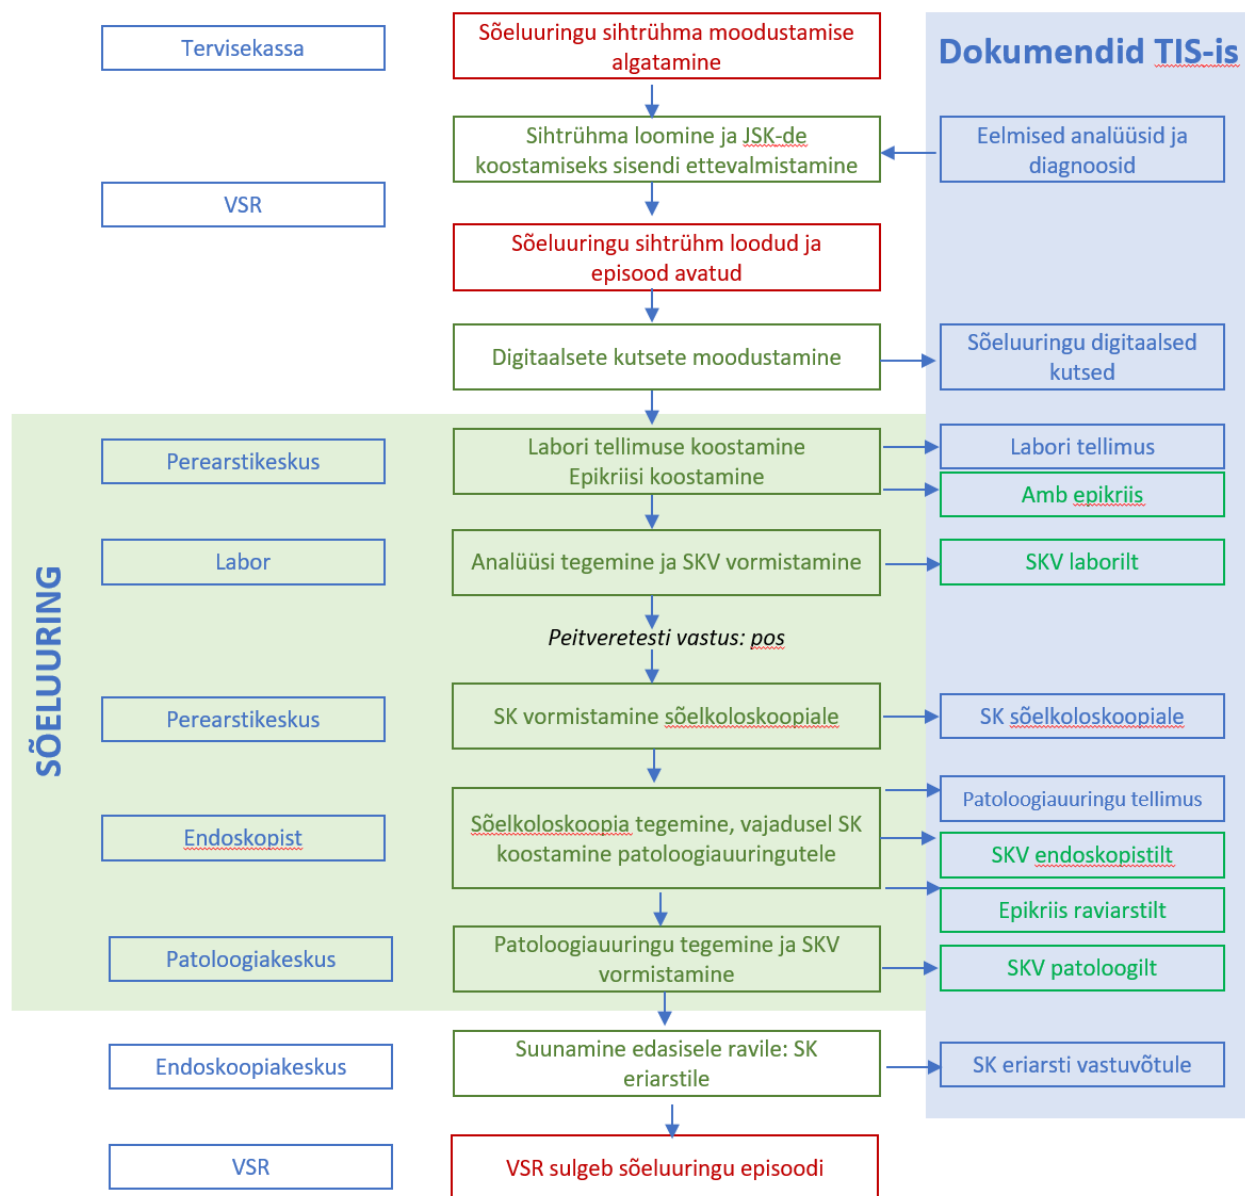 Tervisekassa
Sõeluuringu sihtrühma moodustamise
algatamine
Dokumendid TIS-is
Sihtrühma loomine ja JSK-de
koostamiseks sisendi ettevalmistamine
Eelmised analüüsid ja
diagnoosid
VSR
Sõeluuringu sihtrühm loodud ja
episood avatud
Digitaalsete kutsete moodustamine
Sõeluuringu digitaalsed
kutsed
SÕELUURING
Perearstikeskus
Labori tellimuse koostamine
Epikriisi koostamine
Labori tellimus
Amb epikriis
Labor
Analüüsi tegemine ja SKV vormistamine
SKV laborilt
Peitveretesti vastus: pos
Perearstikeskus
SK vormistamine sõelkoloskoopiale
SK sõelkoloskoopiale
Endoskopist
Sõelkoloskoopia tegemine, vajadusel SK
koostamine patoloogiauuringutele
Patoloogiauuringu tellimus
SKV endoskopistilt
Epikriis raviarstilt
Patoloogiakeskus
Patoloogiauuringu tegemine ja SKV
vormistamine
SKV patoloogilt
Endoskoopiakeskus
Suunamine edasisele ravile: SK
eriarstile
SK eriarsti vastuvõtule
VSR
VSR sulgeb sõeluuringu episoodi